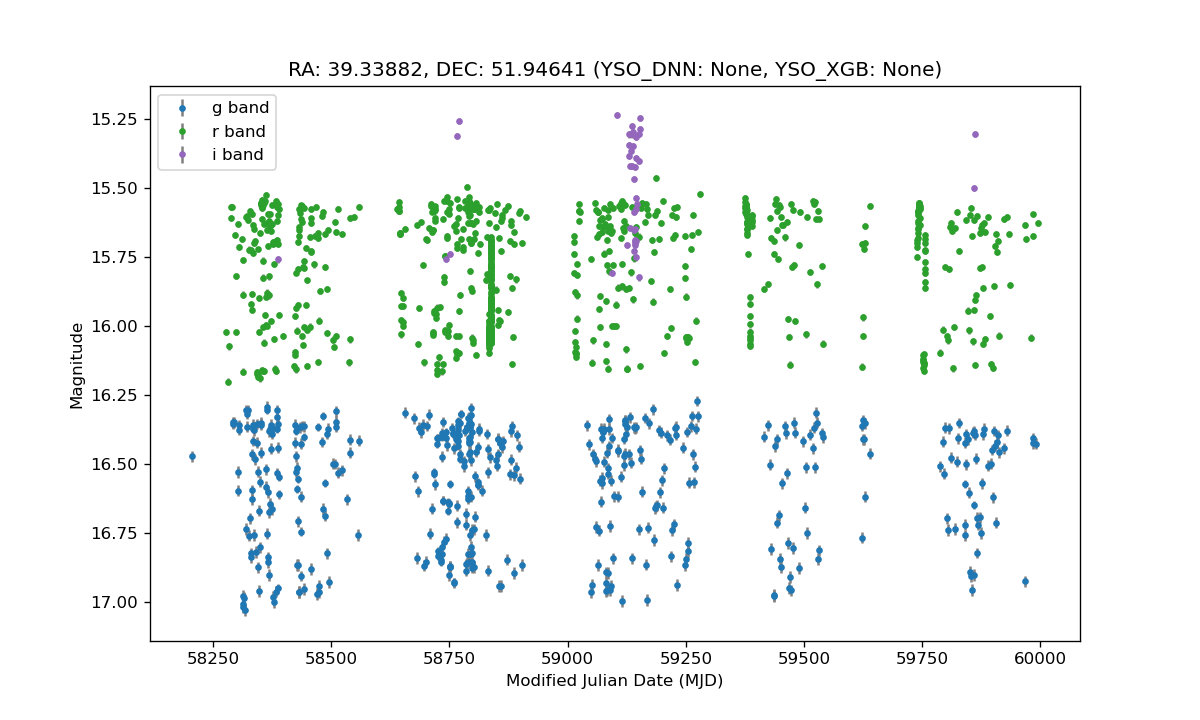 RA: 39.33882, DEC: 51.94641 (YSO_DNN: None, YSO_XGB: None)
g band
r band
i band
15.25
15.50
15.75
16.00
16.25
16.50
16.75
17.00
Magnitude
58250 58500 58750 59000 59250 59500 59750 60000
Modified Julian Date (MJD)